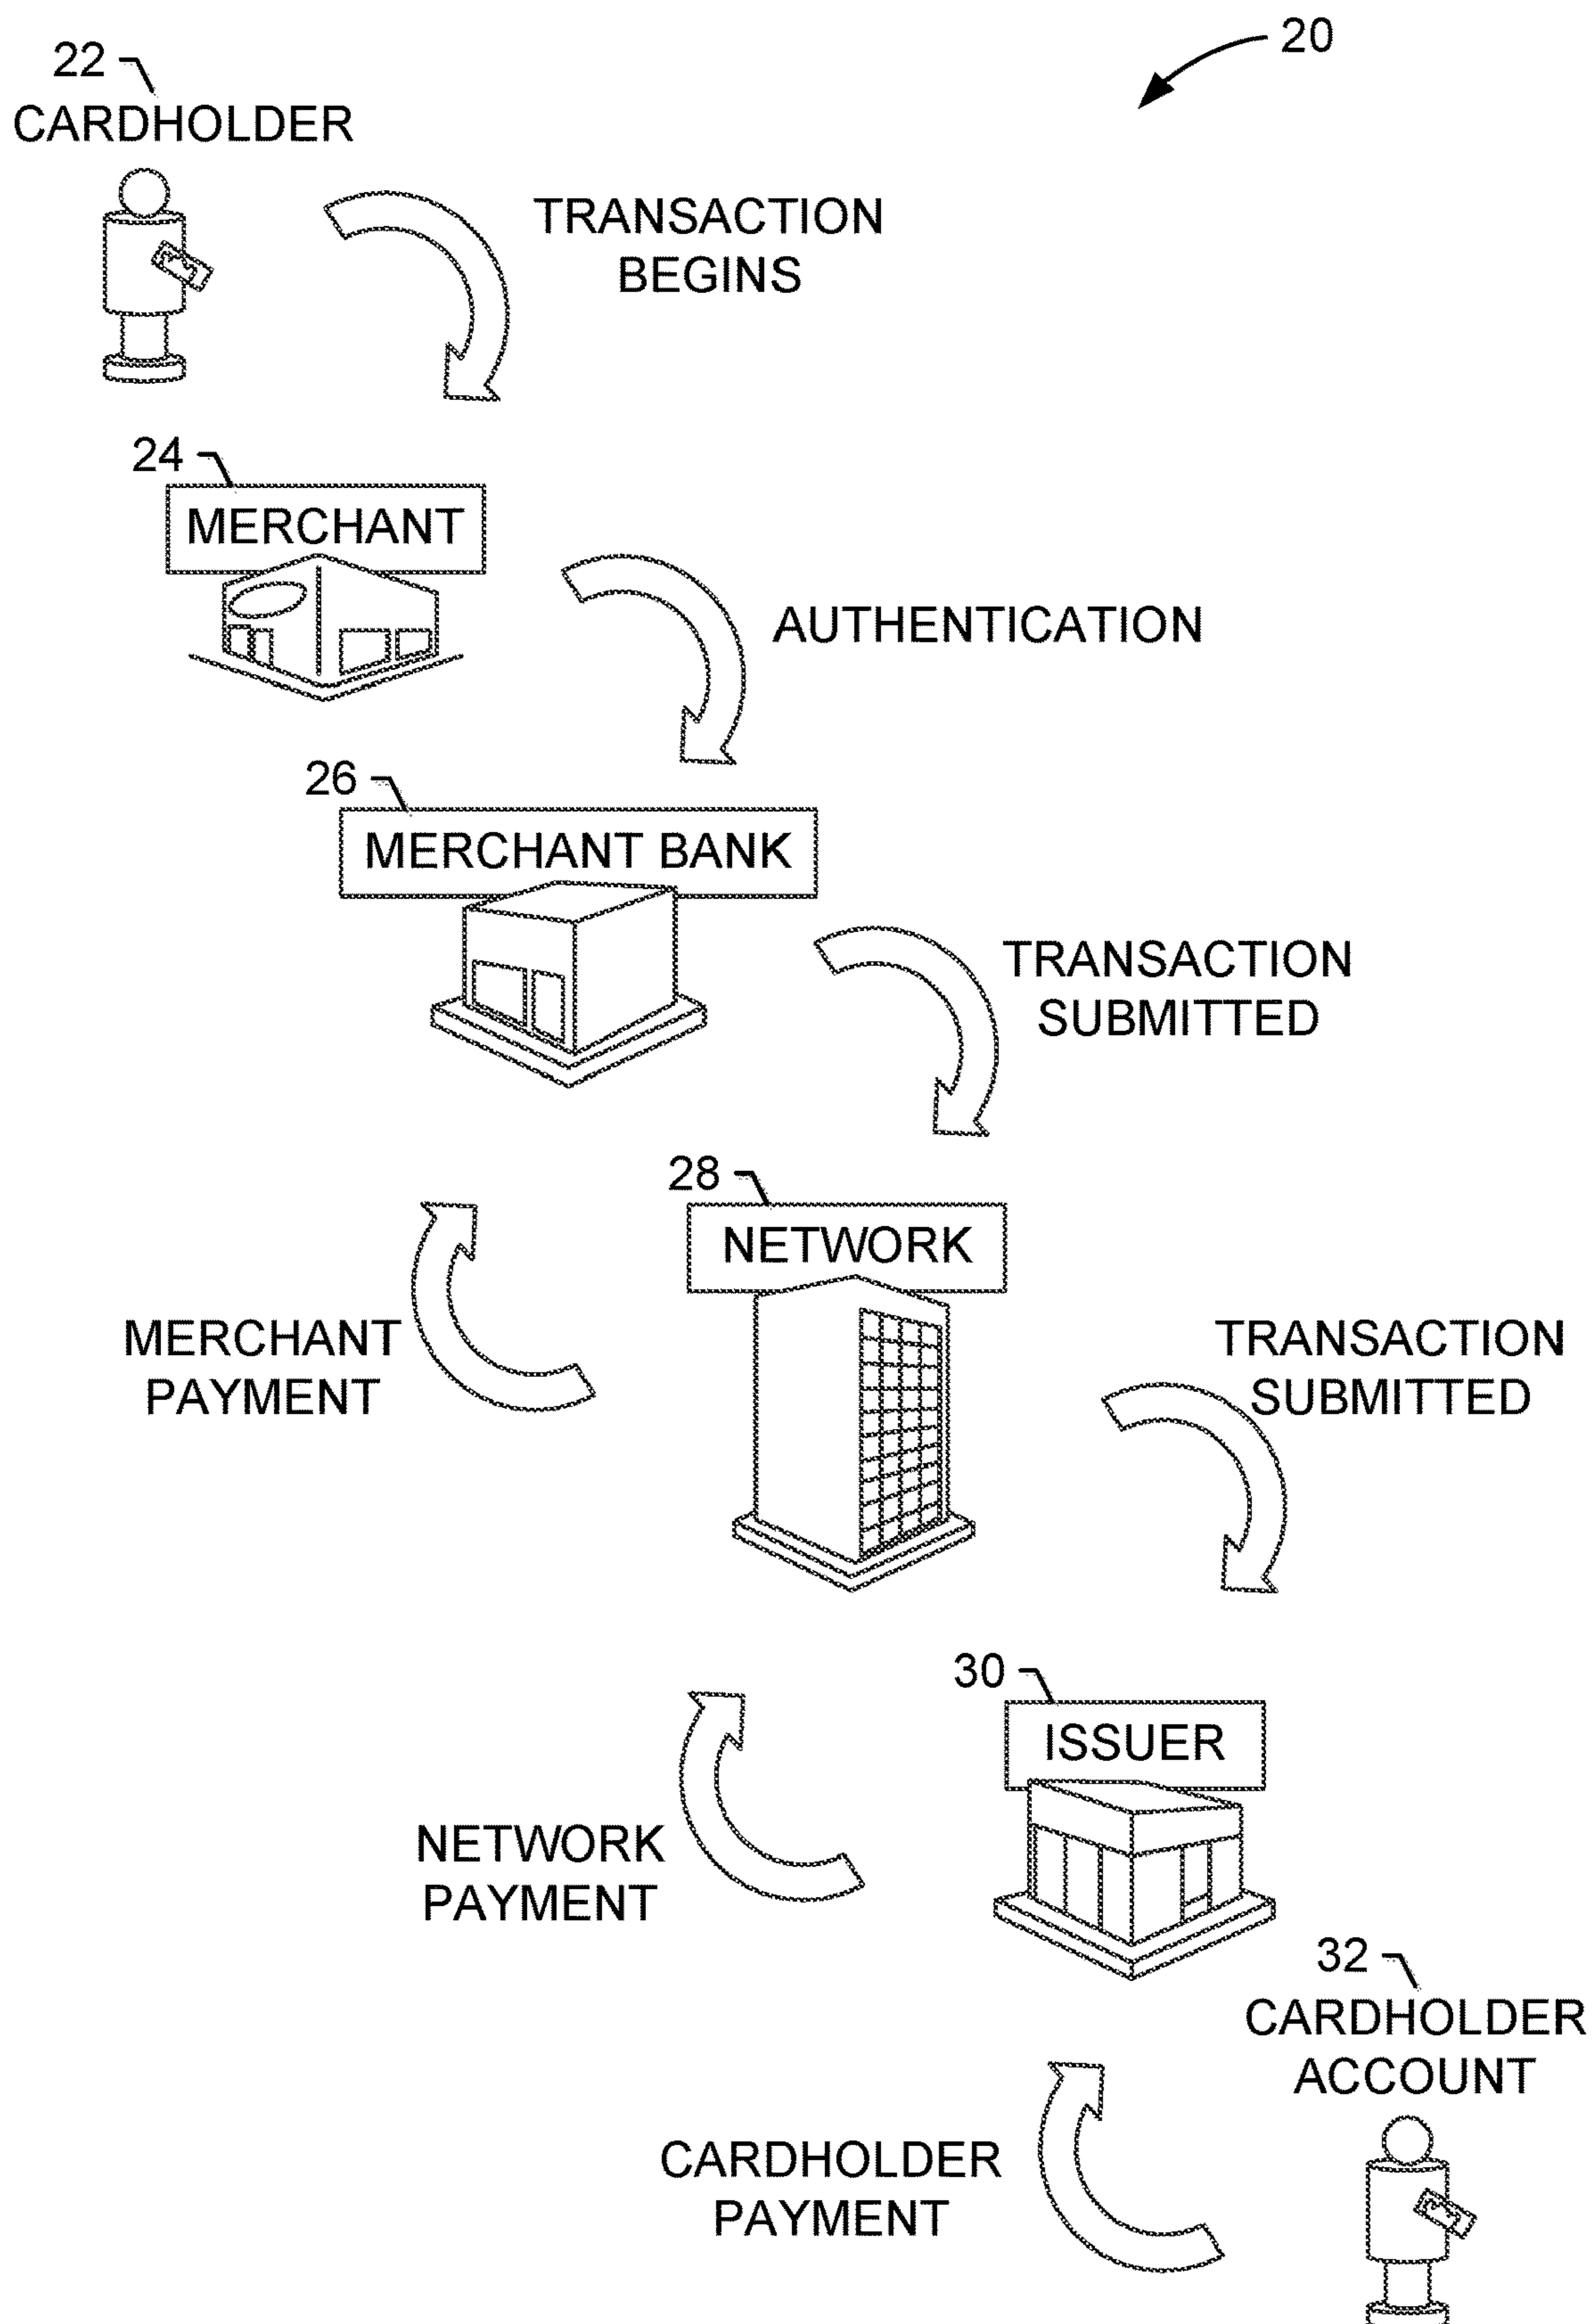 20
22
CARDHOLDER
TRANSACTION
BEGINS
24
MERCHANT
AUTHENTICATION
26
MERCHANT BANK
TRANSACTION
SUBMITTED
28
NETWORK
MERCHANT
PAYMENT
TRANSACTION
SUBMITTED
30
ISSUER
NETWORK
PAYMENT
32
CARDHOLDER
ACCOUNT
CARDHOLDER
PAYMENT